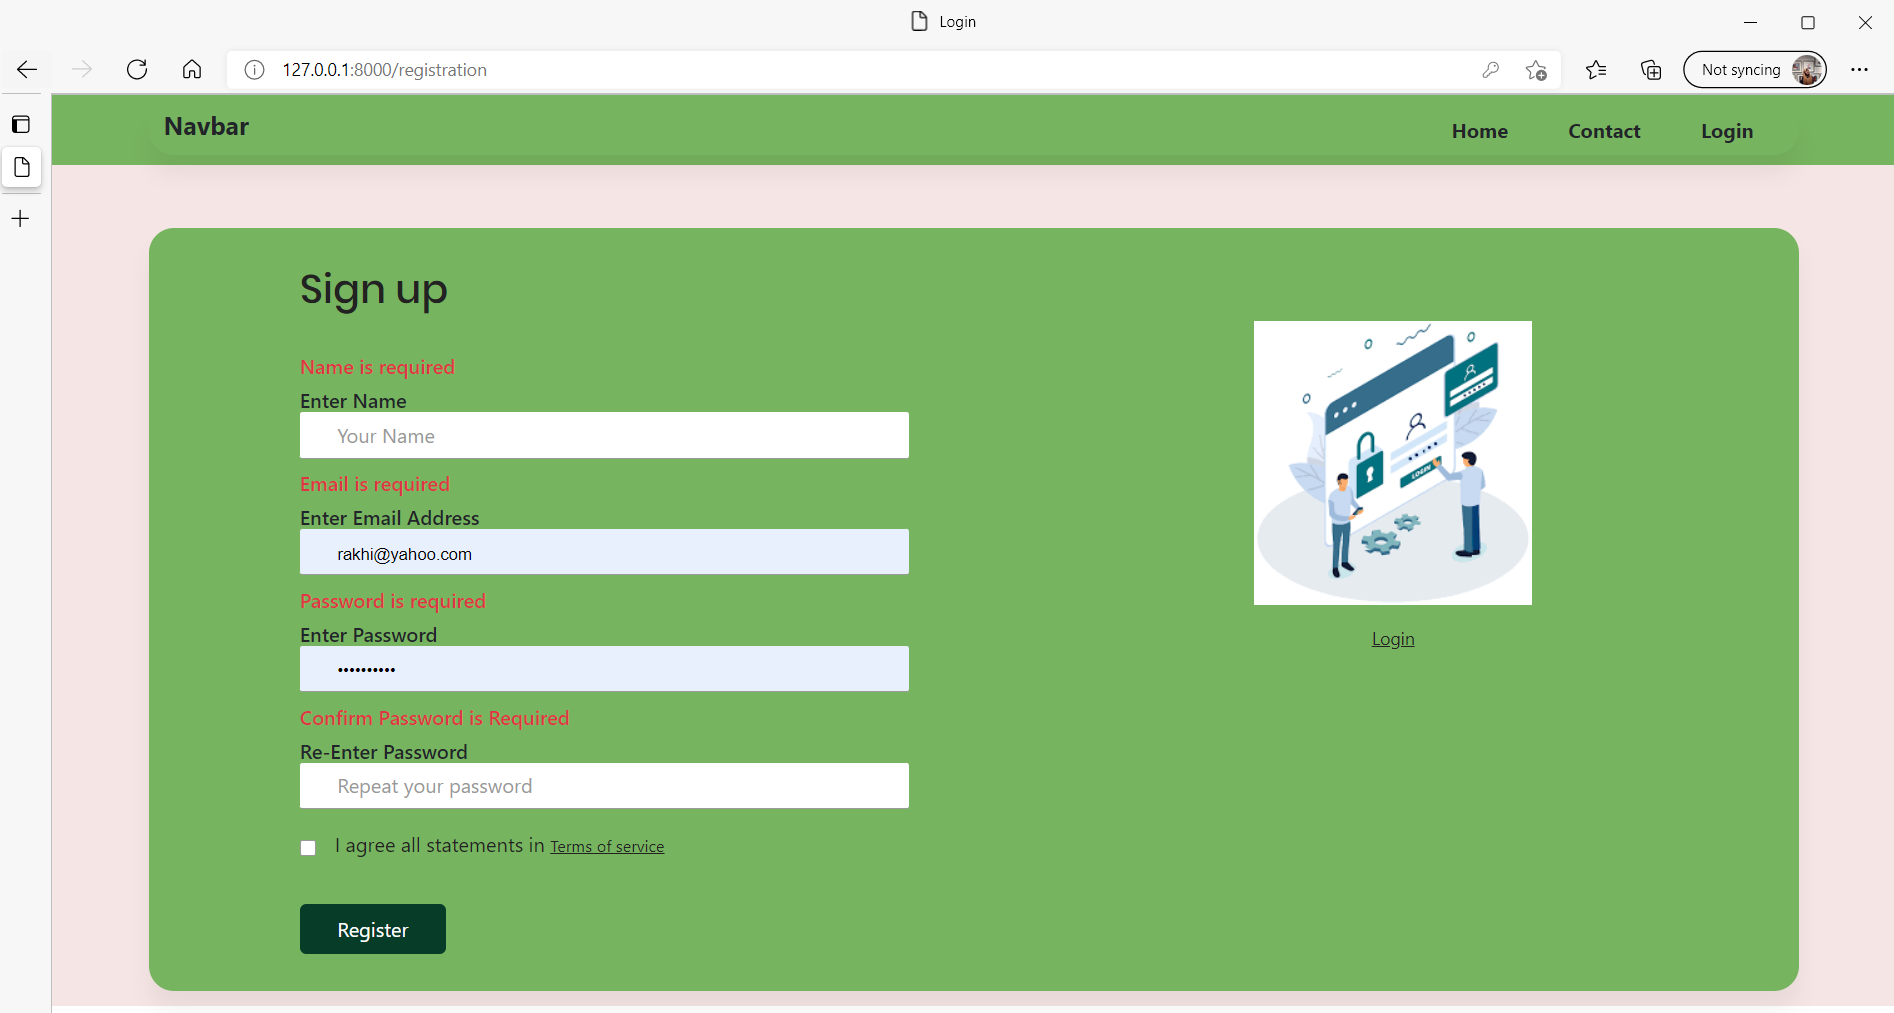 Login
127.0.0.1:8000/registration
Not syncing
Navbar
Home Contact Login
Sign up
Name is required
Enter Name
Your Name
Email is required
Enter Email Address
rakhi@yahoo.com
Password is required
Enter Password
••••••••••
Confirm Password is Required
Re-Enter Password
Repeat your password
I agree all statements in Terms of service
Register
LOGIN
Login